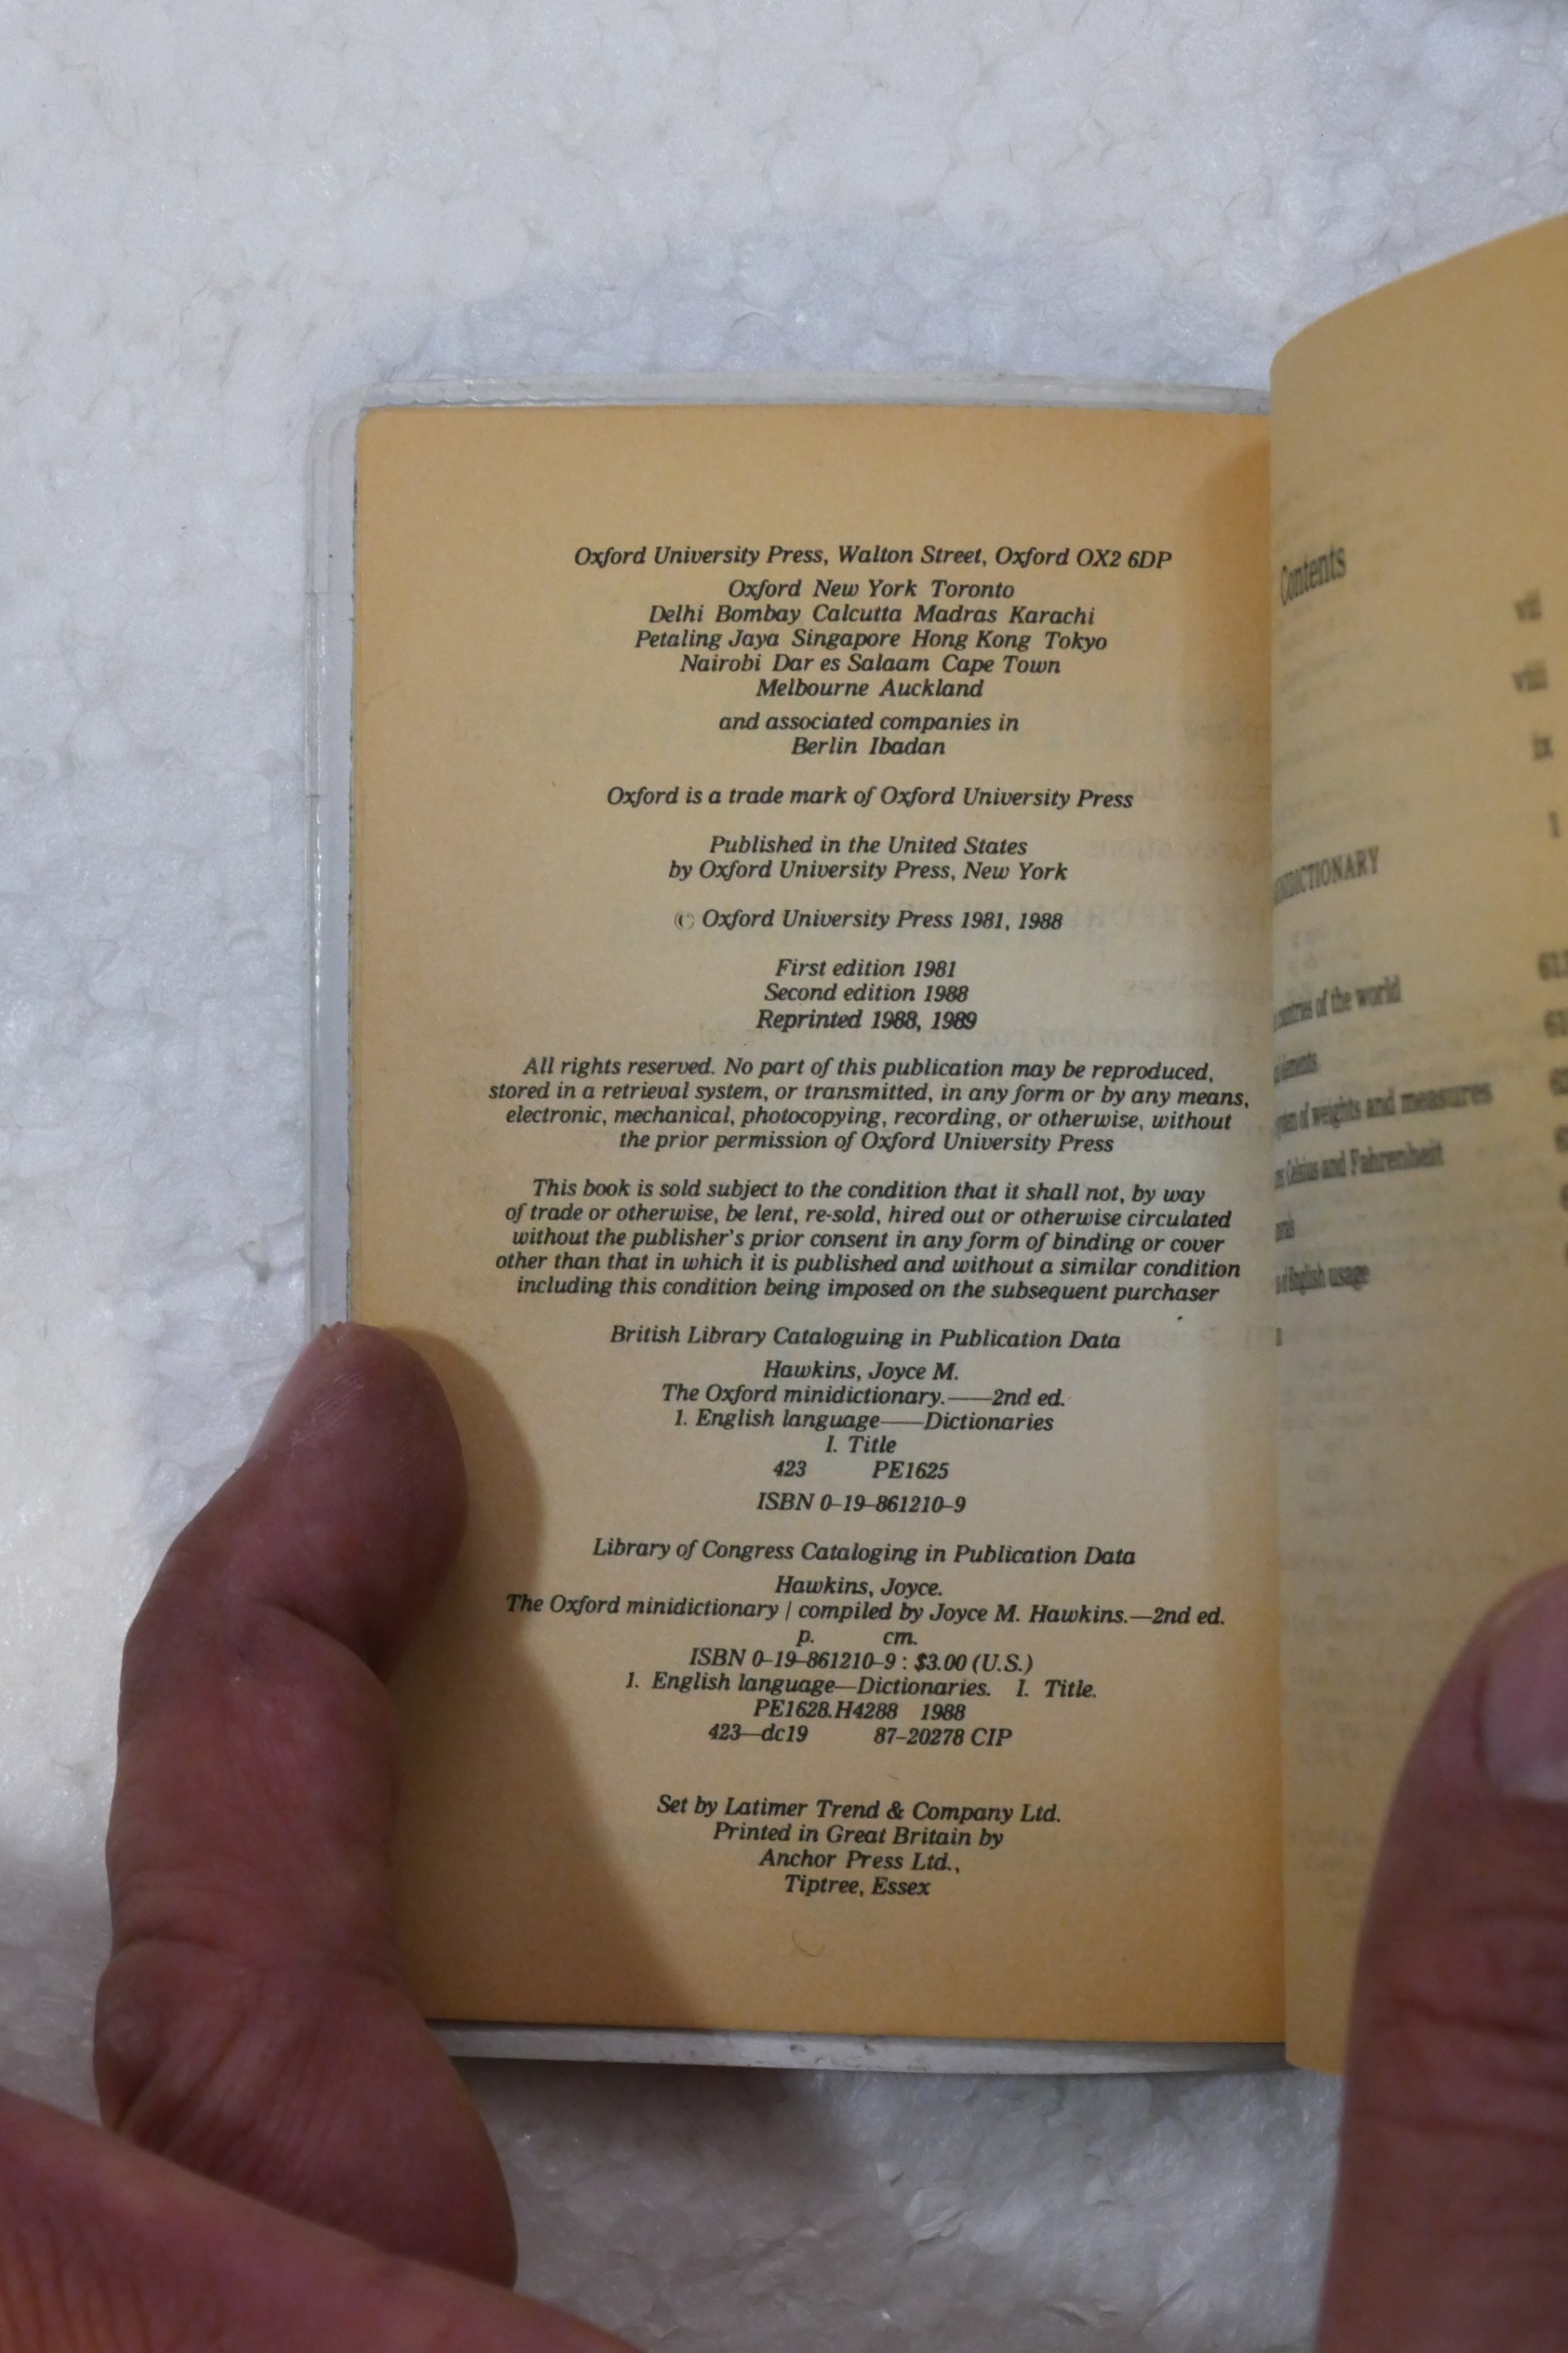 Oxford University Press, Walton Street, Oxford OX2 6DP
Oxford New York Toronto
Delhi Bombay Calcutta Madras Karachi
Petaling Jaya Singapore Hong Kong Tokyo
Nairobi Dar es Salaam Cape Town
Melbourne Auckland
and associated companies in
Berlin Ibadan
Oxford is a trade mark of Oxford University Press
Published in the United States
by Oxford University Press, New York
© Oxford University Press 1981, 1988
First edition 1981
Second edition 1988
Reprinted 1988, 1989
All rights reserved. No part of this publication may be reproduced,
stored in a retrieval system, or transmitted, in any form or by any means,
electronic, mechanical, photocopying, recording, or otherwise, without
the prior permission of Oxford University Press
This book is sold subject to the condition that it shall not, by way
of trade or otherwise, be lent, re-sold, hired out or otherwise circulated
without the publisher's prior consent in any form of binding or cover
other than that in which it is published and without a similar condition
including this condition being imposed on the subsequent purchaser
British Library Cataloguing in Publication Data
Hawkins, Joyce M.
The Oxford minidictionary.——2nd ed.
1. English language——Dictionaries
I. Title
423 PE1625
ISBN 0–19–861210–9
Library of Congress Cataloging in Publication Data
Hawkins, Joyce.
The Oxford minidictionary / compiled by Joyce M. Hawkins.—2nd ed.
p. cm.
ISBN 0–19–861210–9 : $3.00 (U.S.)
1. English language—Dictionaries. I. Title.
PE1628.H4288 1988
423—dc19 87–20278 CIP
Set by Latimer Trend & Company Ltd.
Printed in Great Britain by
Anchor Press Ltd.,
Tiptree, Essex
Contents
vii
viii
ix
1
of the world
of weights and measures
Celsius and Fahrenheit
English usage